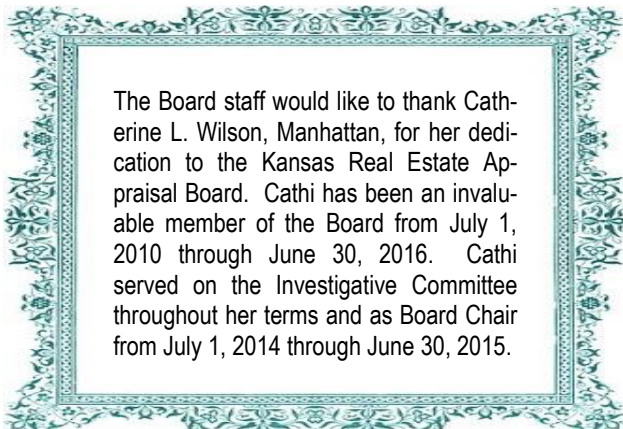 The Board staff would like to thank Cath-
erine L. Wilson, Manhattan, for her dedi-
cation to the Kansas Real Estate Ap-
praisal Board.  Cathi has been an invalu-
able member of the Board from July 1,
2010 through June 30, 2016.  Cathi
served on the Investigative Committee
throughout her terms and as Board Chair
from July 1, 2014 through June 30, 2015.